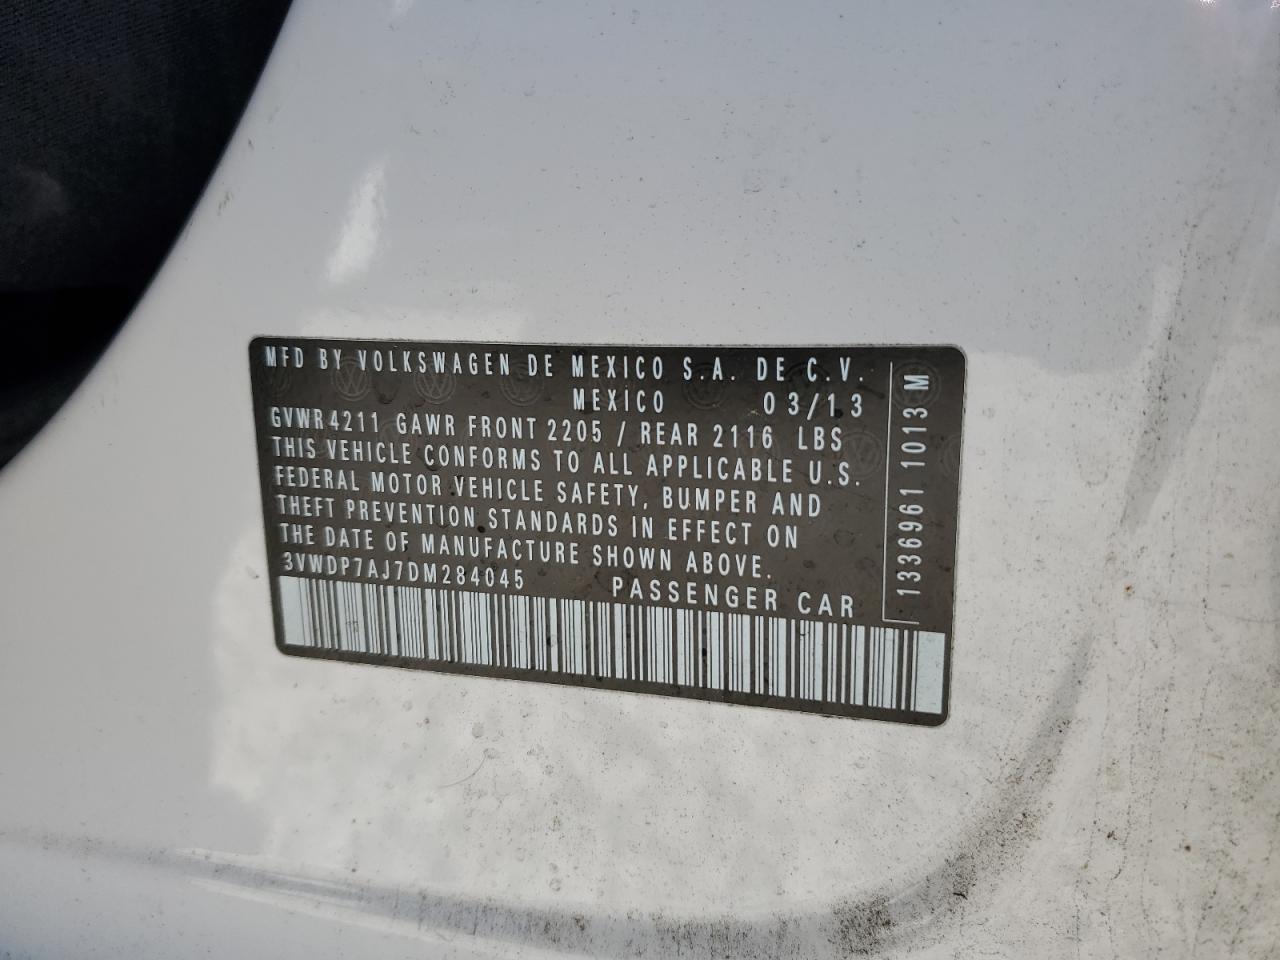 MFD BY VOLKSWAGEN DE MEXICO S.A. DE C.V.
MEXICO 03/13
GVWR 4211 GAWR FRONT 2205 / REAR 2116 LBS
THIS VEHICLE CONFORMS TO ALL APPLICABLE U.S.
FEDERAL MOTOR VEHICLE SAFETY, BUMPER AND
THEFT PREVENTION STANDARDS IN EFFECT ON
THE DATE OF MANUFACTURE SHOWN ABOVE.
3VWDP7AJ7DM284045 PASSENGER CAR
1336961 1013 M